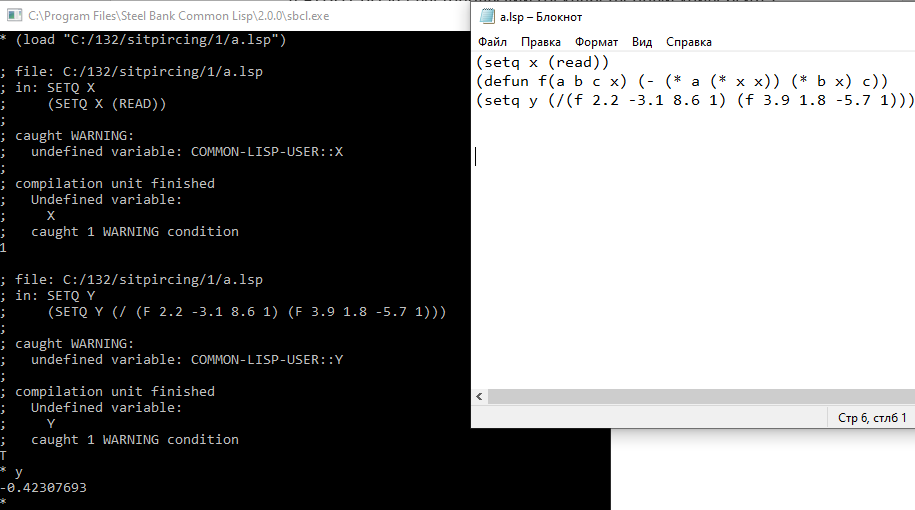 C:\Program Files\Steel Bank Common Lisp\2.0.0\sbcl.exe
* (load "C:/132/sitpircing/1/a.lsp")
; file: C:/132/sitpircing/1/a.lsp
; in: SETQ X
;     (SETQ X (READ))
;
; caught WARNING:
;   undefined variable: COMMON-LISP-USER::X
;
; compilation unit finished
;   Undefined variable:
;     X
;   caught 1 WARNING condition
1
; file: C:/132/sitpircing/1/a.lsp
; in: SETQ Y
;     (SETQ Y (/ (F 2.2 -3.1 8.6 1) (F 3.9 1.8 -5.7 1)))
;
; caught WARNING:
;   undefined variable: COMMON-LISP-USER::Y
;
; compilation unit finished
;   Undefined variable:
;     Y
;   caught 1 WARNING condition
T
* y
-0.42307693
*
a.lsp – Блокнот
Файл Правка Формат Вид Справка
(setq x (read))
(defun f(a b c x) (- (* a (* x x)) (* b x) c))
(setq y (/(f 2.2 -3.1 8.6 1) (f 3.9 1.8 -5.7 1)))
Стр 6, стлб 1